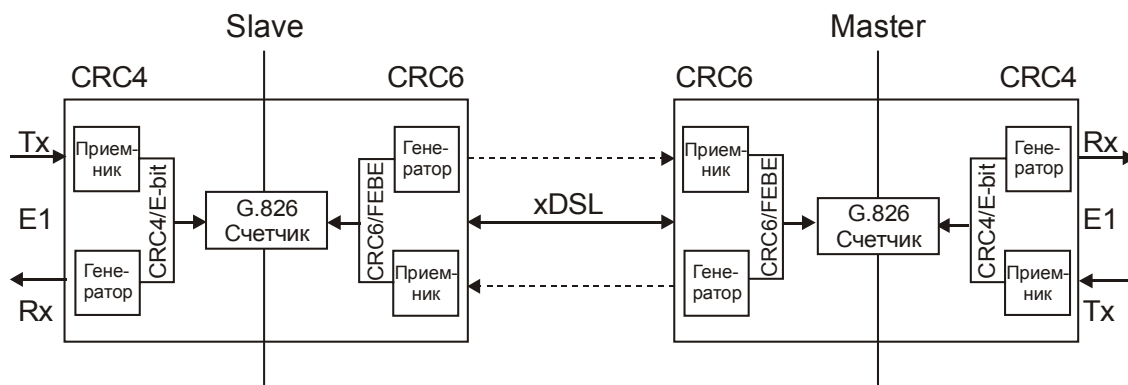 Slave
Master
CRC4
CRC6
CRC6
CRC4
Tx
Прием-
ник
CRC4/E-bit
Гене-
ратор
E1
Rx
G.826
Счетчик
CRC6/FEBE
Гене-
ратор
Прием-
ник
xDSL
Прием-
ник
CRC6/FEBE
Гене-
ратор
G.826
Счетчик
CRC4/E-bit
Гене-
ратор
Прием-
ник
Rx
E1
Tx